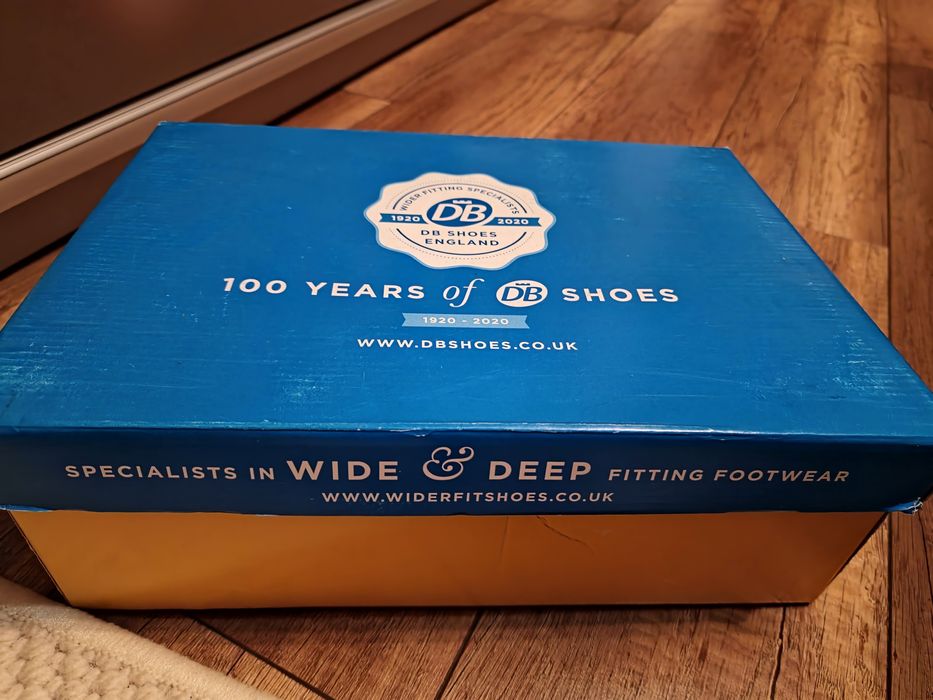 WIDER FITTING SPECIALISTS
1920 DB 2020
DB SHOES
ENGLAND
100 YEARS of DB SHOES
1920 - 2020
WWW.DBSHOES.CO.UK
SPECIALISTS IN WIDE & DEEP FITTING FOOTWEAR
WWW.WIDERFITSHOES.CO.UK